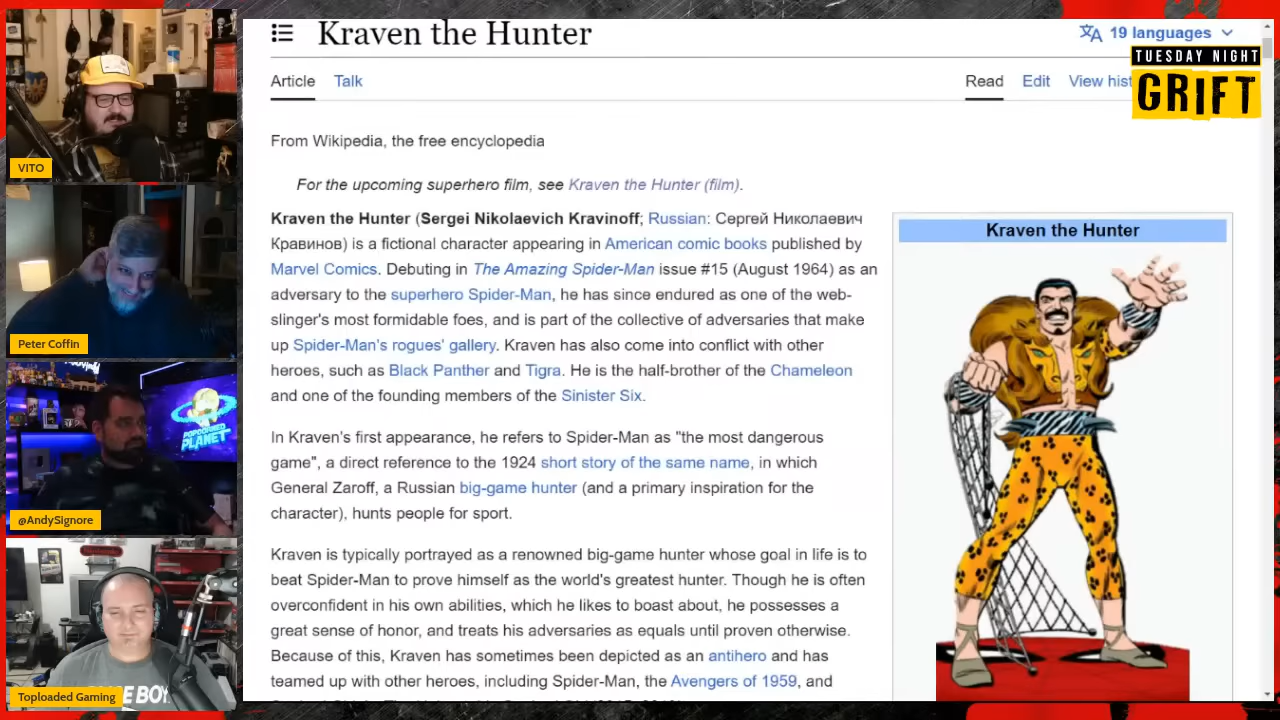 Kraven the Hunter
19 languages
TUESDAY NIGHT
GRIFT
Article Talk
Read Edit View hist
From Wikipedia, the free encyclopedia
For the upcoming superhero film, see Kraven the Hunter (film).
Kraven the Hunter (Sergei Nikolaevich Kravinoff; Russian: Сергей Николаевич
Кравинов) is a fictional character appearing in American comic books published by
Marvel Comics. Debuting in The Amazing Spider-Man issue #15 (August 1964) as an
adversary to the superhero Spider-Man, he has since endured as one of the web-
slinger's most formidable foes, and is part of the collective of adversaries that make
up Spider-Man's rogues' gallery. Kraven has also come into conflict with other
heroes, such as Black Panther and Tigra. He is the half-brother of the Chameleon
and one of the founding members of the Sinister Six.
In Kraven's first appearance, he refers to Spider-Man as "the most dangerous
game", a direct reference to the 1924 short story of the same name, in which
General Zaroff, a Russian big-game hunter (and a primary inspiration for the
character), hunts people for sport.
Kraven is typically portrayed as a renowned big-game hunter whose goal in life is to
beat Spider-Man to prove himself as the world's greatest hunter. Though he is often
overconfident in his own abilities, which he likes to boast about, he possesses a
great sense of honor, and treats his adversaries as equals until proven otherwise.
Because of this, Kraven has sometimes been depicted as an antihero and has
teamed up with other heroes, including Spider-Man, the Avengers of 1959, and
Kraven the Hunter
VITO
Peter Coffin
POPCORNED
PLANET
@AndySignore
Toploaded Gaming
E BOY